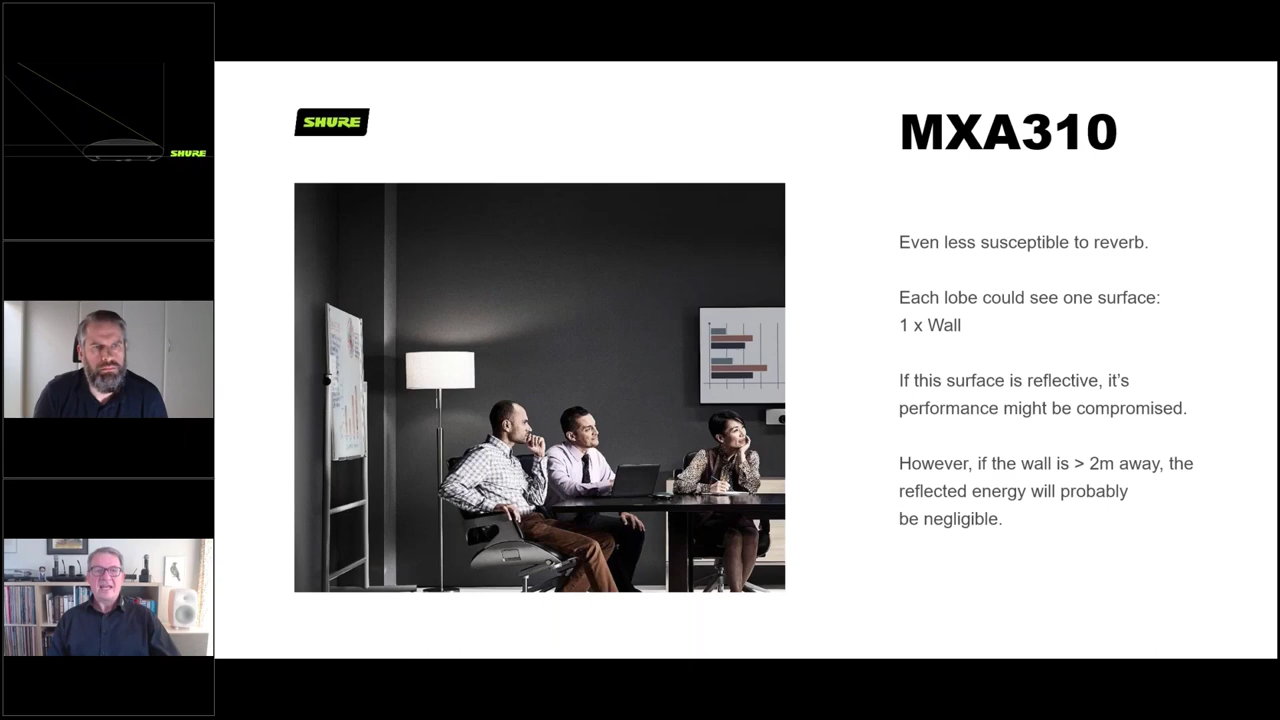 SHURE
SHURE
MXA310
Even less susceptible to reverb.
Each lobe could see one surface:
1 x Wall
If this surface is reflective, it’s
performance might be compromised.
However, if the wall is > 2m away, the
reflected energy will probably
be negligible.